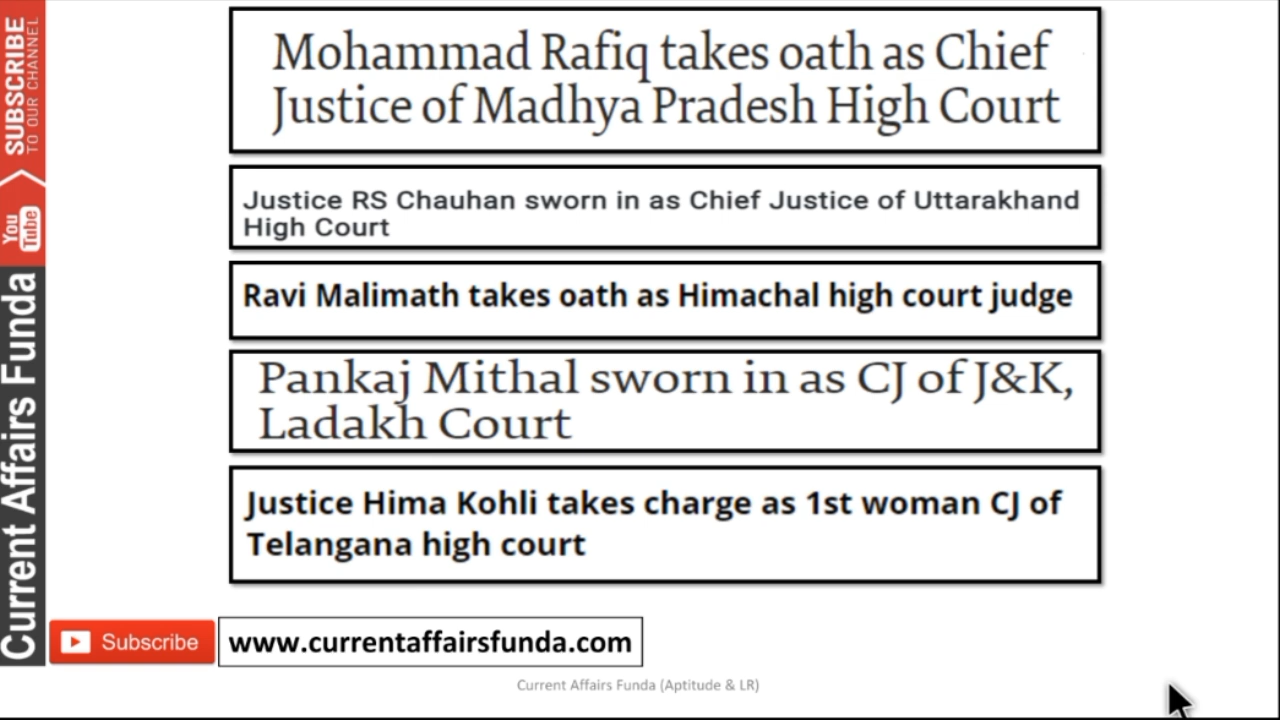 SUBSCRIBE
TO OUR CHANNEL
You
Tube
Current Affairs Funda
Mohammad Rafiq takes oath as Chief
Justice of Madhya Pradesh High Court
Justice RS Chauhan sworn in as Chief Justice of Uttarakhand
High Court
Ravi Malimath takes oath as Himachal high court judge
Pankaj Mithal sworn in as CJ of J&K,
Ladakh Court
Justice Hima Kohli takes charge as 1st woman CJ of
Telangana high court
Subscribe
www.currentaffairsfunda.com
Current Affairs Funda (Aptitude & LR)